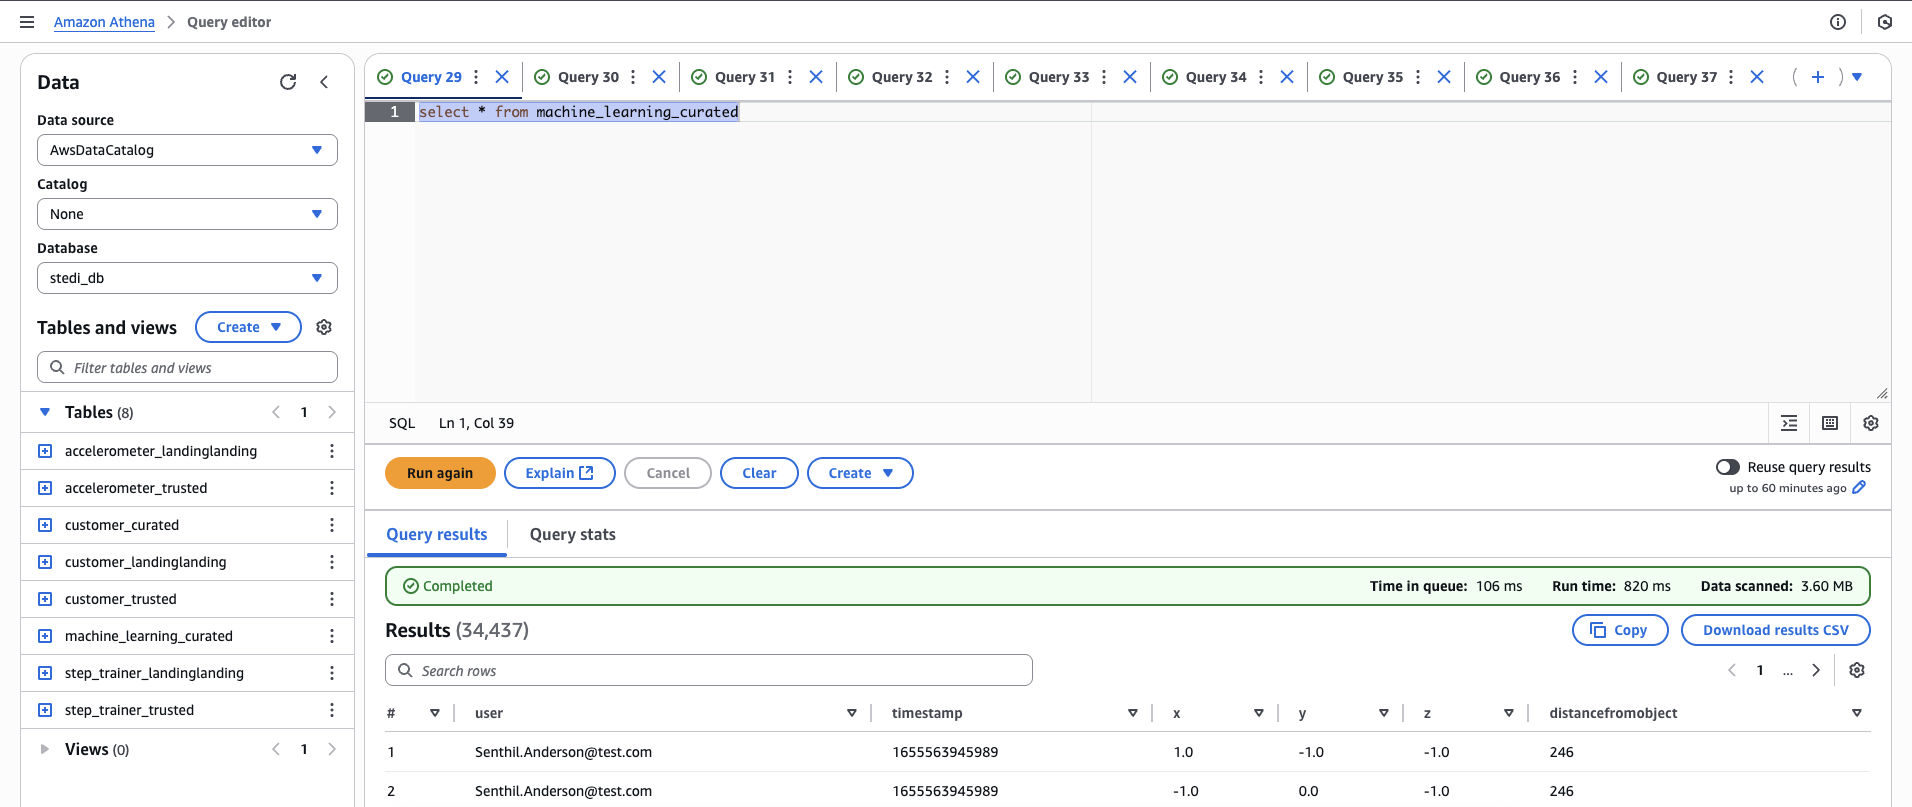 Amazon Athena > Query editor
Data
Data source
AwsDataCatalog
Catalog
None
Database
stedi_db
Tables and views Create
Filter tables and views
Tables (8) < 1 >
accelerometer_landinglanding
accelerometer_trusted
customer_curated
customer_landinglanding
customer_trusted
machine_learning_curated
step_trainer_landinglanding
step_trainer_trusted
Views (0) < 1 >
Query 29 Query 30 Query 31 Query 32 Query 33 Query 34 Query 35 Query 36 Query 37
1 select * from machine_learning_curated
SQL Ln 1, Col 39
Run again Explain Cancel Clear Create
Reuse query results
up to 60 minutes ago
Query results Query stats
Completed Time in queue: 106 ms Run time: 820 ms Data scanned: 3.60 MB
Results (34,437) Copy Download results CSV
Search rows < 1 ... >
# user timestamp x y z distancefromobject
1 Senthil.Anderson@test.com 1655563945989 1.0 -1.0 -1.0 246
2 Senthil.Anderson@test.com 1655563945989 -1.0 0.0 -1.0 246